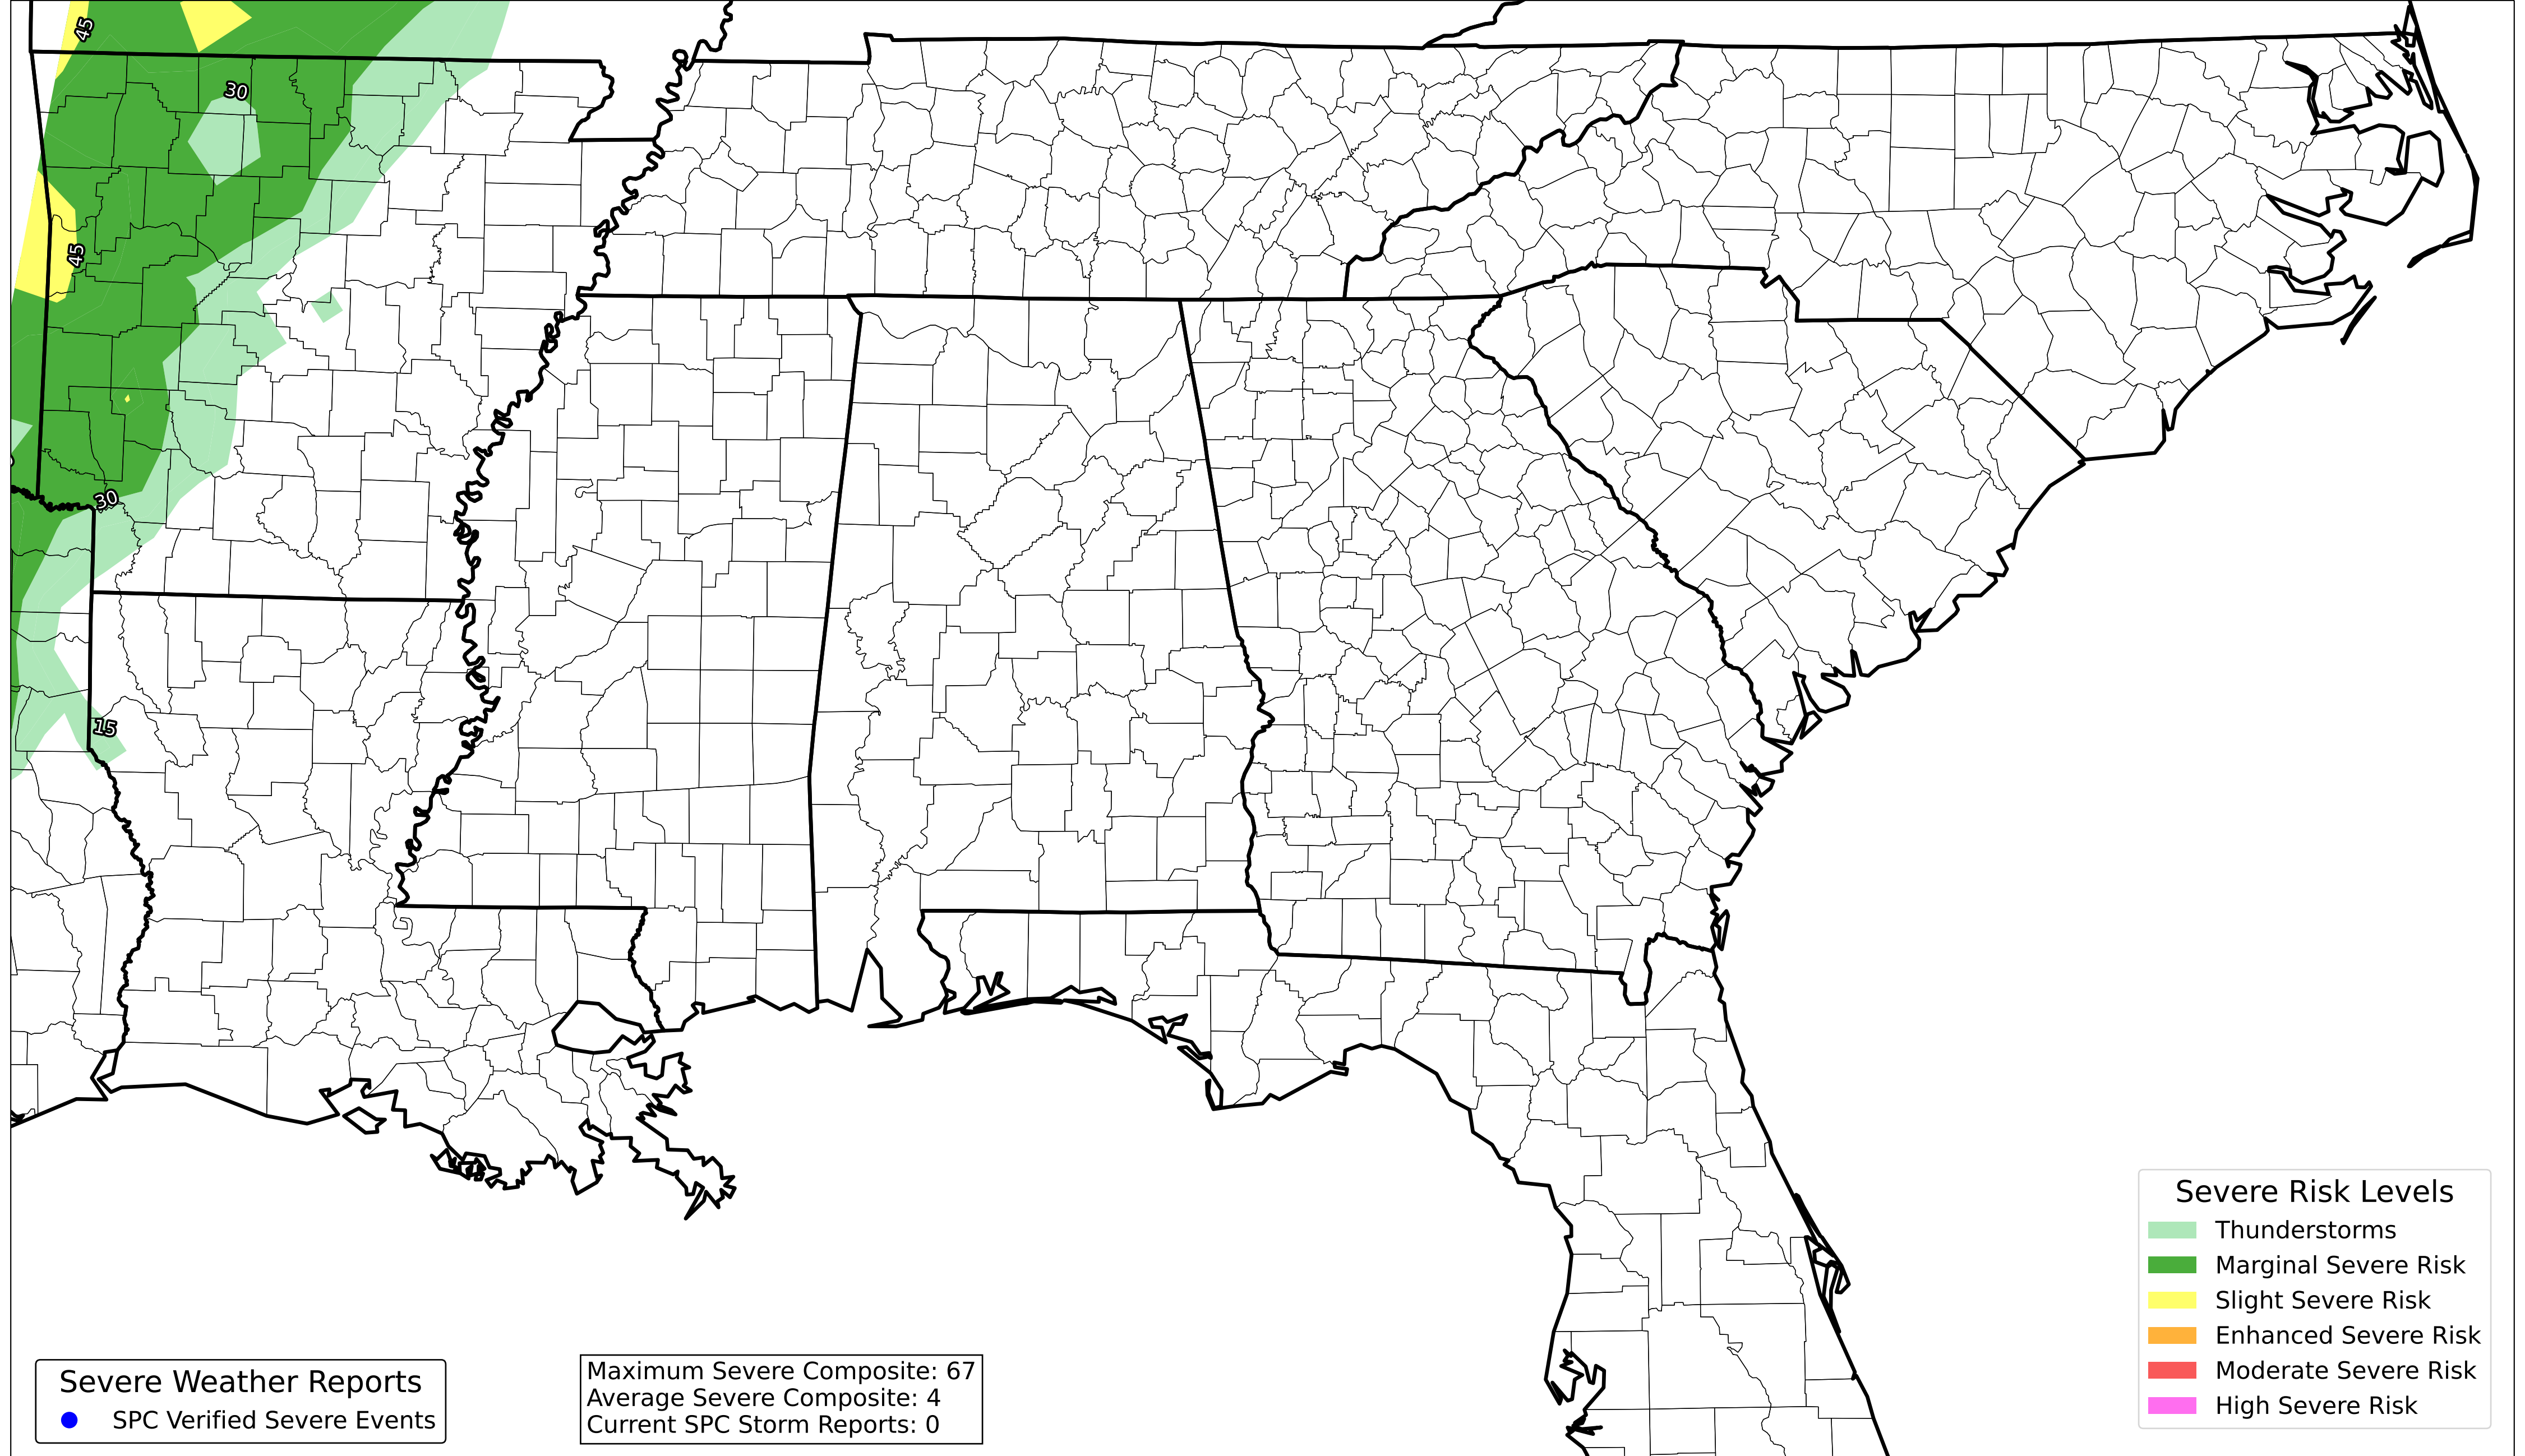 45
30
45
30
15
Severe Risk Levels
Thunderstorms
Marginal Severe Risk
Slight Severe Risk
Enhanced Severe Risk
Moderate Severe Risk
High Severe Risk
Severe Weather Reports
SPC Verified Severe Events
Maximum Severe Composite: 67
Average Severe Composite: 4
Current SPC Storm Reports: 0